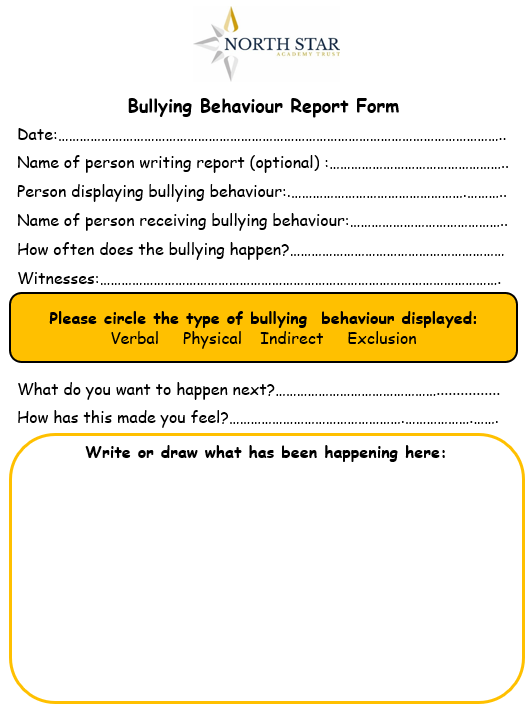 NORTH STAR
ACADEMY TRUST
Bullying Behaviour Report Form
Date:……………………………………………………………………………………………………………..
Name of person writing report (optional) :…………………………………………..
Person displaying bullying behaviour:.………………………………………….………..
Name of person receiving bullying behaviour:……………………………………..
How often does the bullying happen?……………………………………………………
Witnesses:………………………………………………………………………………………………….
Please circle the type of bullying  behaviour displayed:
Verbal     Physical    Indirect     Exclusion
What do you want to happen next?………………………………………................
How has this made you feel?………………………………………….……………….…….
Write or draw what has been happening here: